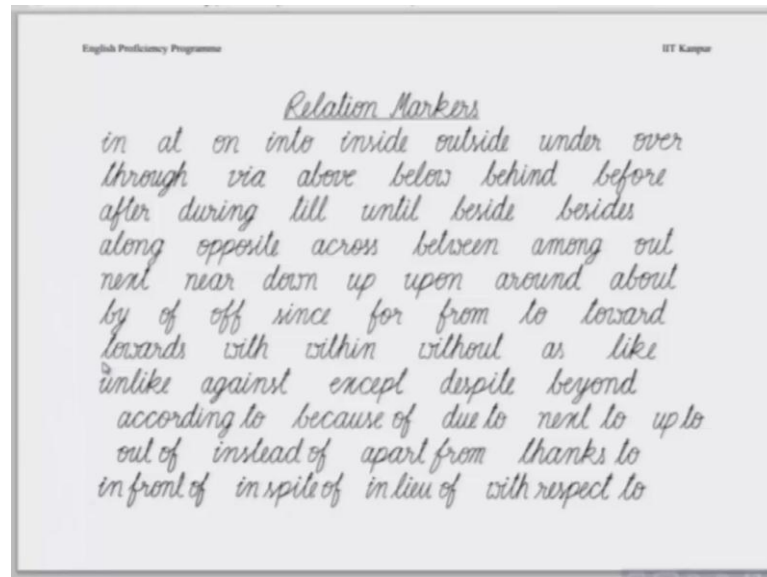 English Proficiency Programme IIT Kanpur
Relation Markers
in at on into inside outside under over
through via above below behind before
after during till until beside besides
along opposite across between among out
next near down up upon around about
by of off since for from to toward
towards with within without as like
unlike against except despite beyond
according to because of due to next to up to
out of instead of apart from thanks to
in front of in spite of in lieu of with respect to